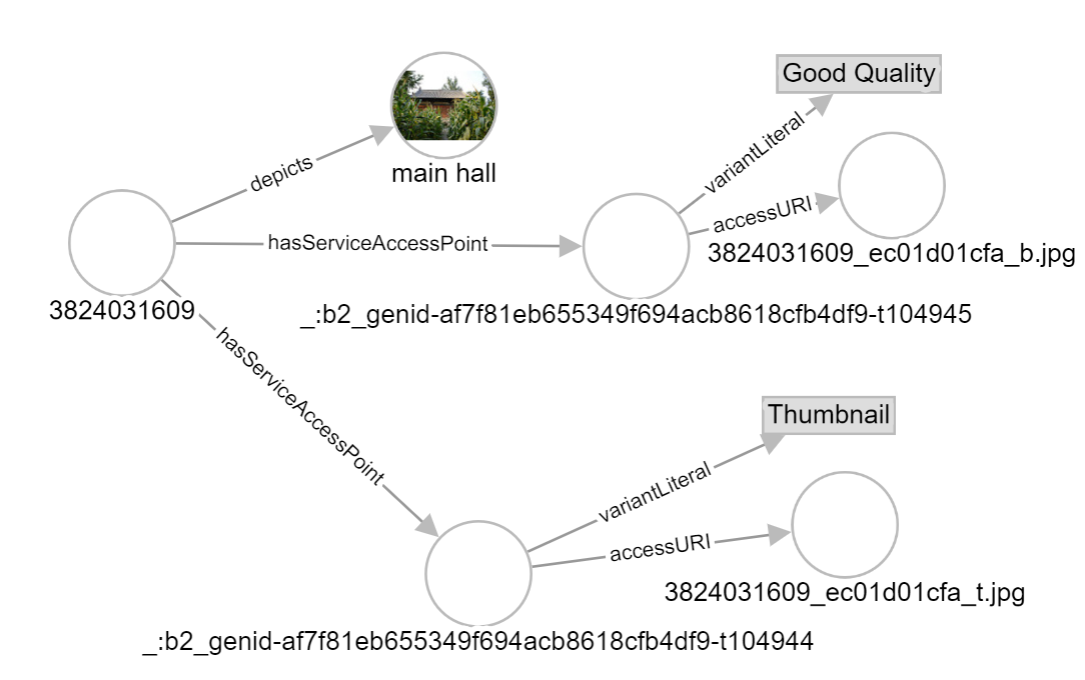 Good Quality
variantLiteral
depicts
main hall
accessURI
hasServiceAccessPoint
3824031609_ec01d01cfa_b.jpg
3824031609
_:b2_genid-af7f81eb655349f694acb8618cfb4df9-t104945
hasServiceAccessPoint
Thumbnail
variantLiteral
accessURI
3824031609_ec01d01cfa_t.jpg
_:b2_genid-af7f81eb655349f694acb8618cfb4df9-t104944